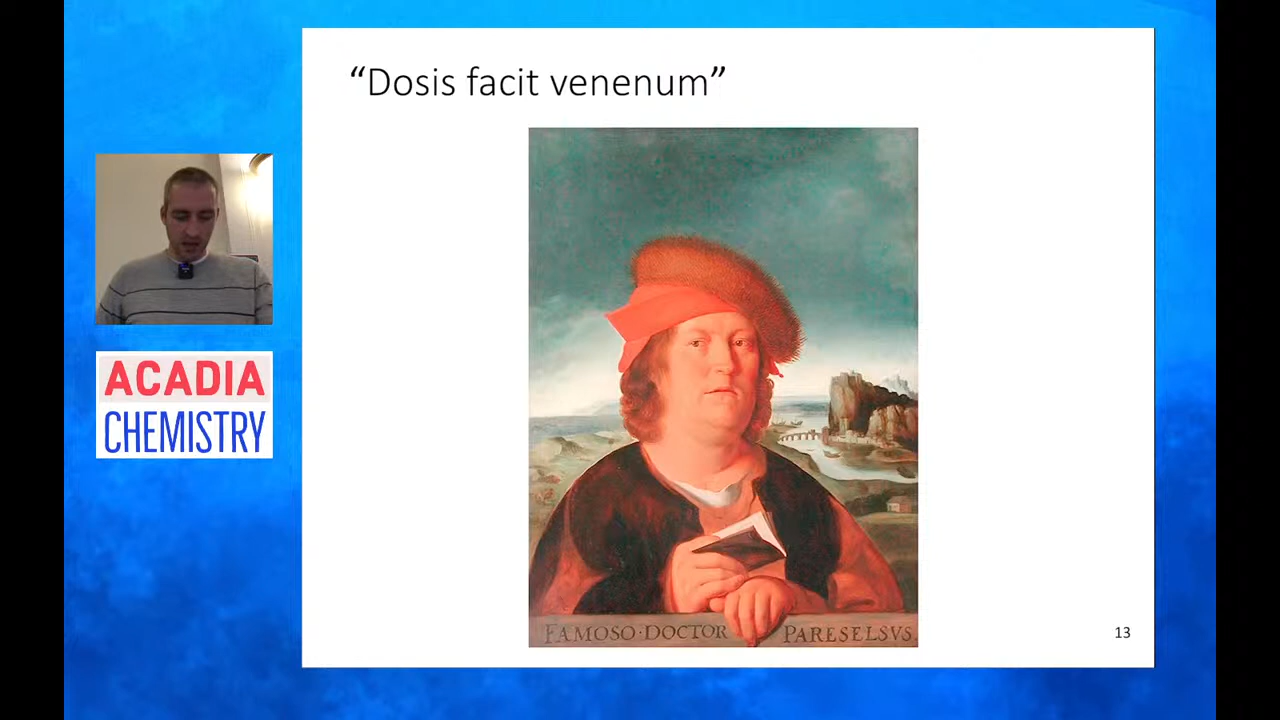 “Dosis facit venenum”
ACADIA
CHEMISTRY
FAMOSO·DOCTOR PARESELSVS.
13